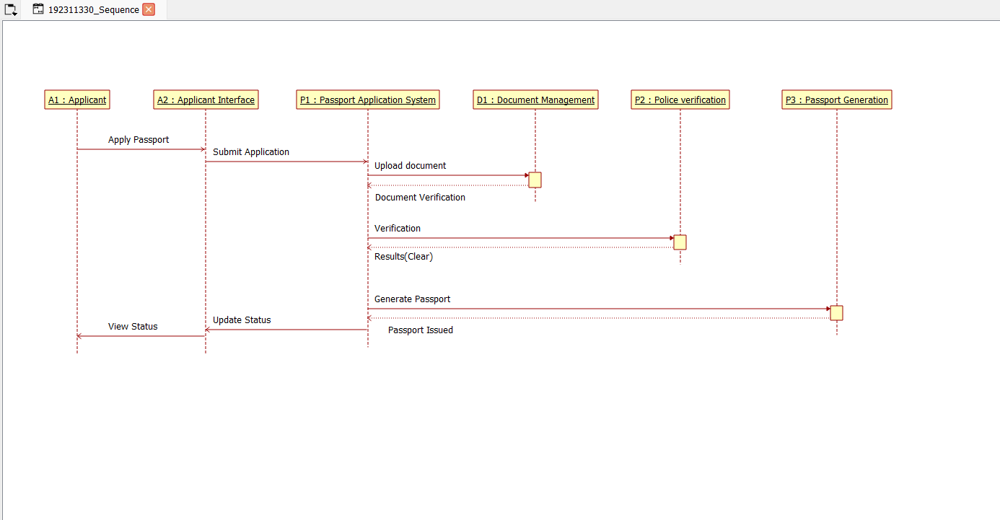 192311330_Sequence
A1 : Applicant
A2 : Applicant Interface
P1 : Passport Application System
D1 : Document Management
P2 : Police verification
P3 : Passport Generation
Apply Passport
Submit Application
Upload document
Document Verification
Verification
Results(Clear)
Generate Passport
Update Status
View Status
Passport Issued